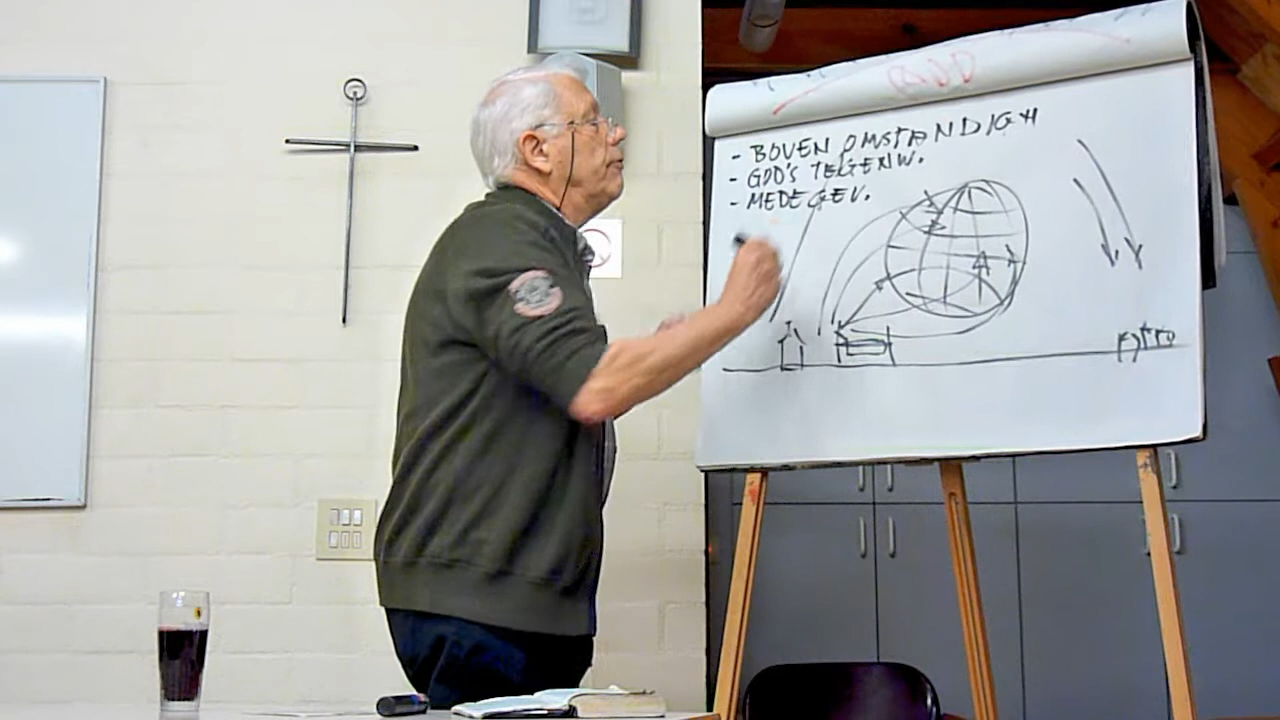 - BOVEN OMSTANDIGH
- GOD'S TEGENW.
- MEDEGEV.